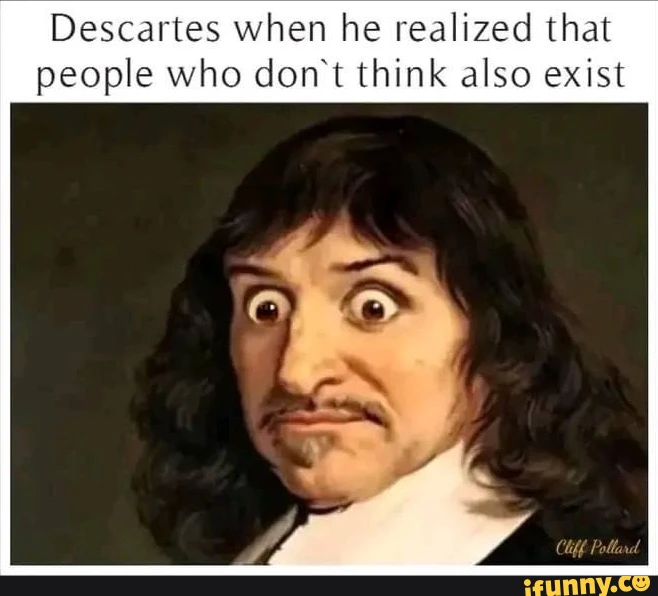 Descartes when he realized that
people who don`t think also exist
Cliff Pollard
ifunny.co